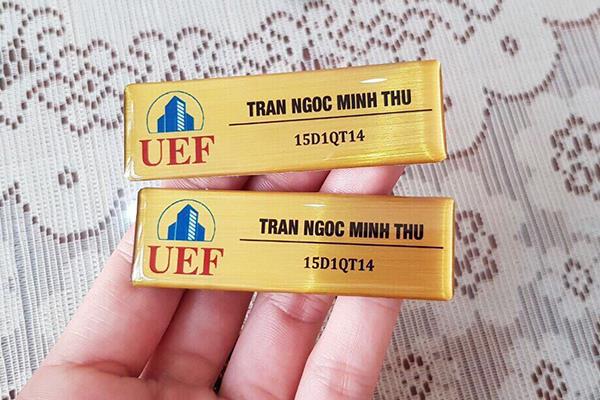 TRAN NGOC MINH THU
15D1QT14
UEF
TRAN NGOC MINH THU
15D1QT14
UEF